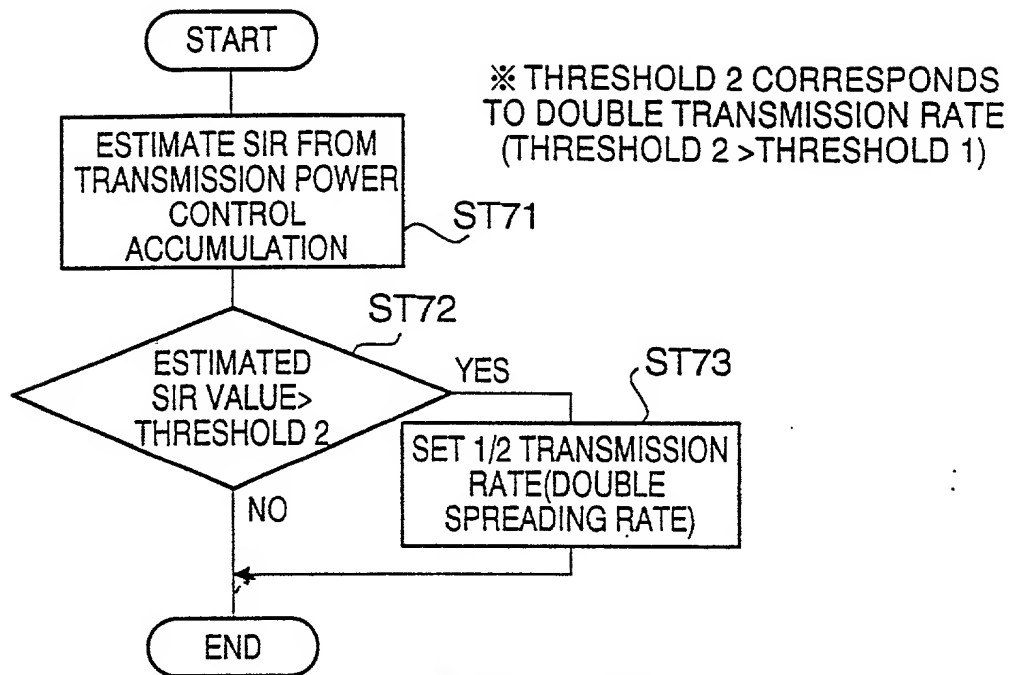 START
※ THRESHOLD 2 CORRESPONDS
TO DOUBLE TRANSMISSION RATE
(THRESHOLD 2 >THRESHOLD 1)
ESTIMATE SIR FROM
TRANSMISSION POWER
CONTROL
ACCUMULATION
ST71
ST72
ESTIMATED
SIR VALUE>
THRESHOLD 2
YES
ST73
SET 1/2 TRANSMISSION
RATE(DOUBLE
SPREADING RATE)
NO
END